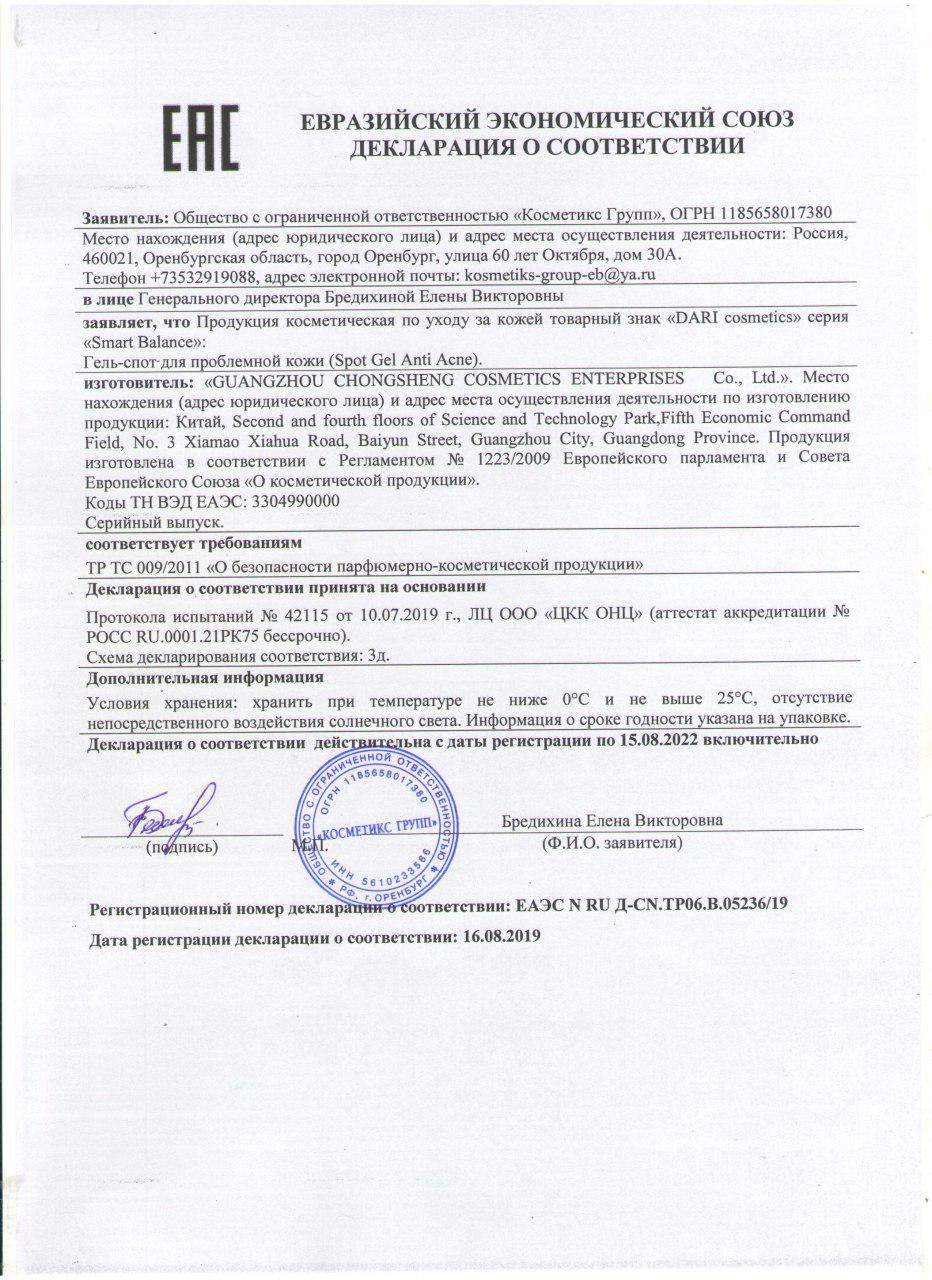 EAC
ЕВРАЗИЙСКИЙ ЭКОНОМИЧЕСКИЙ СОЮЗ
ДЕКЛАРАЦИЯ О СООТВЕТСТВИИ
Заявитель: Общество с ограниченной ответственностью «Косметикс Групп», ОГРН 1185658017380
Место нахождения (адрес юридического лица) и адрес места осуществления деятельности: Россия,
460021, Оренбургская область, город Оренбург, улица 60 лет Октября, дом 30А.
Телефон +73532919088, адрес электронной почты: kosmetiks-group-eb@ya.ru
в лице Генерального директора Бредихиной Елены Викторовны
заявляет, что Продукция косметическая по уходу за кожей товарный знак «DARI cosmetics» серия
«Smart Balance»:
Гель-спот для проблемной кожи (Spot Gel Anti Acne).
изготовитель: «GUANGZHOU CHONGSHENG COSMETICS ENTERPRISES Co., Ltd.». Место
нахождения (адрес юридического лица) и адрес места осуществления деятельности по изготовлению
продукции: Китай, Second and fourth floors of Science and Technology Park,Fifth Economic Command
Field, No. 3 Xiamao Xiahua Road, Baiyun Street, Guangzhou City, Guangdong Province. Продукция
изготовлена в соответствии с Регламентом № 1223/2009 Европейского парламента и Совета
Европейского Союза «О косметической продукции».
Коды ТН ВЭД ЕАЭС: 3304990000
Серийный выпуск.
соответствует требованиям
ТР ТС 009/2011 «О безопасности парфюмерно-косметической продукции»
Декларация о соответствии принята на основании
Протокола испытаний № 42115 от 10.07.2019 г., ЛЦ ООО «ЦКК ОНЦ» (аттестат аккредитации №
РОСС RU.0001.21РК75 бессрочно).
Схема декларирования соответствия: 3д.
Дополнительная информация
Условия хранения: хранить при температуре не ниже 0°С и не выше 25°С, отсутствие
непосредственного воздействия солнечного света. Информация о сроке годности указана на упаковке.
Декларация о соответствии действительна с даты регистрации по 15.08.2022 включительно
ОБЩЕСТВО С ОГРАНИЧЕННОЙ ОТВЕТСТВЕННОСТЬЮ
ОГРН 1185658017380
«КОСМЕТИКС ГРУПП»
ИНН 5610233566
РФ, г. ОРЕНБУРГ
Бредихина Елена Викторовна
(подпись) М.П. (Ф.И.О. заявителя)
Регистрационный номер декларации о соответствии: ЕАЭС N RU Д-CN.ТР06.В.05236/19
Дата регистрации декларации о соответствии: 16.08.2019